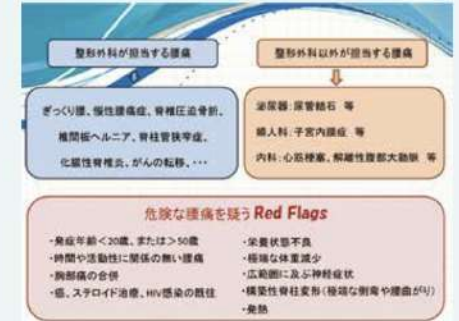 整形外科が担当する腰痛
ぎっくり腰、慢性腰痛症、脊椎圧迫骨折、
椎間板ヘルニア、脊柱管狭窄症、
化膿性脊椎炎、がんの転移、・・・
整形外科以外が担当する腰痛
泌尿器:尿管結石 等
婦人科:子宮内膜症 等
内科:心筋梗塞、解離性腹部大動脈 等
危険な腰痛を疑う Red Flags
・発症年齢<20歳、または>50歳
・時間や活動性に関係の無い腰痛
・胸部痛の合併
・癌、ステロイド治療、HIV感染の既往
・栄養状態不良
・極端な体重減少
・広範囲に及ぶ神経症状
・構築性脊柱変形(極端な側弯や腰曲がり)
・発熱